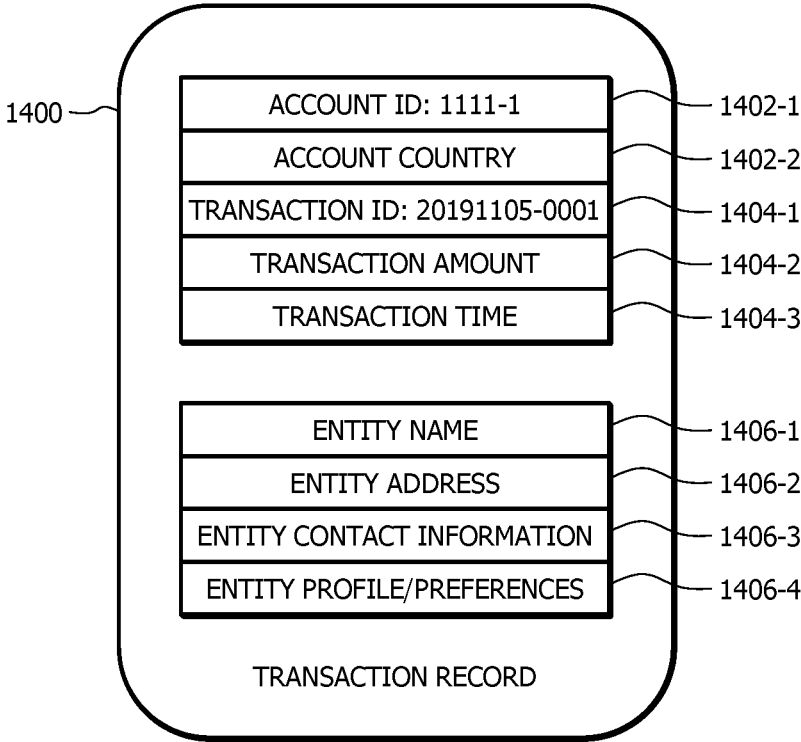 1400
ACCOUNT ID: 1111-1 1402-1
ACCOUNT COUNTRY 1402-2
TRANSACTION ID: 20191105-0001 1404-1
TRANSACTION AMOUNT 1404-2
TRANSACTION TIME 1404-3
ENTITY NAME 1406-1
ENTITY ADDRESS 1406-2
ENTITY CONTACT INFORMATION 1406-3
ENTITY PROFILE/PREFERENCES 1406-4
TRANSACTION RECORD